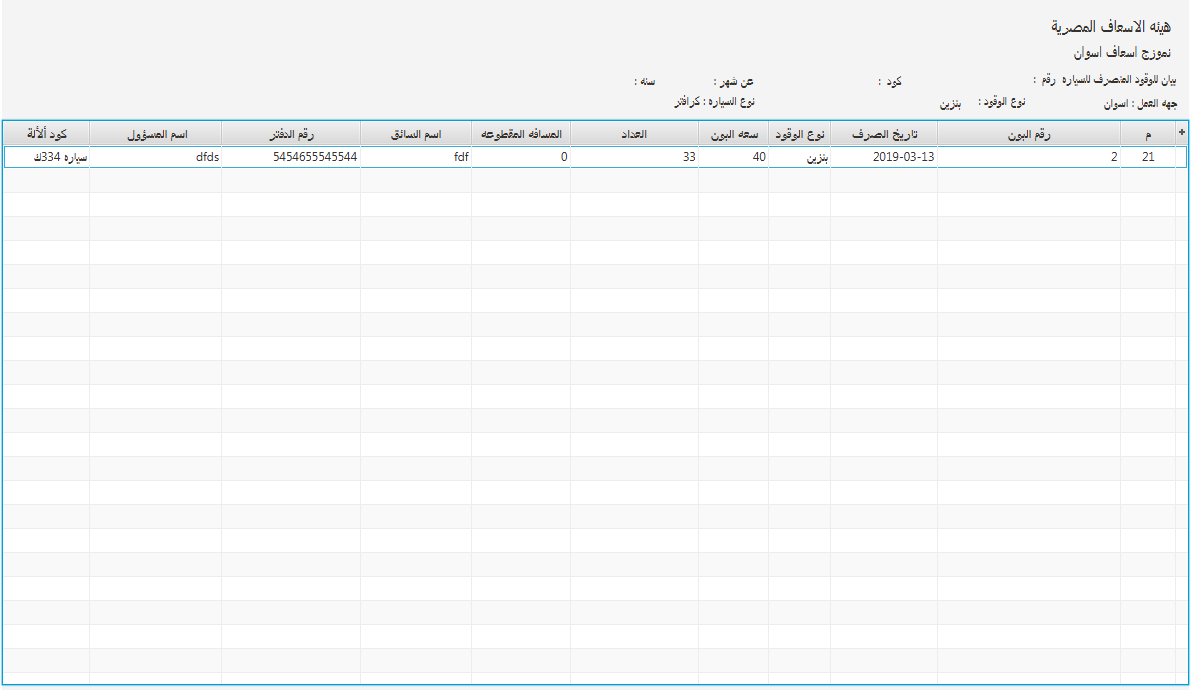 هيئه الاسعاف المصرية
نموزج اسعاف اسوان
بيان للوقود المنصرف للسياره رقم : كود : عن شهر : سنه :
جهه العمل : اسوان نوع الوقود : بنزين نوع السياره : كرافتر
+ م رقم البون تاريخ الصرف نوع الوقود سعه البون العداد المسافه المقطوعه اسم السائق رقم الدفتر اسم المسؤول كود ألألة
21 2 2019-03-13 بنزين 40 33 0 fdf 5454655545544 dfds سياره 334ك